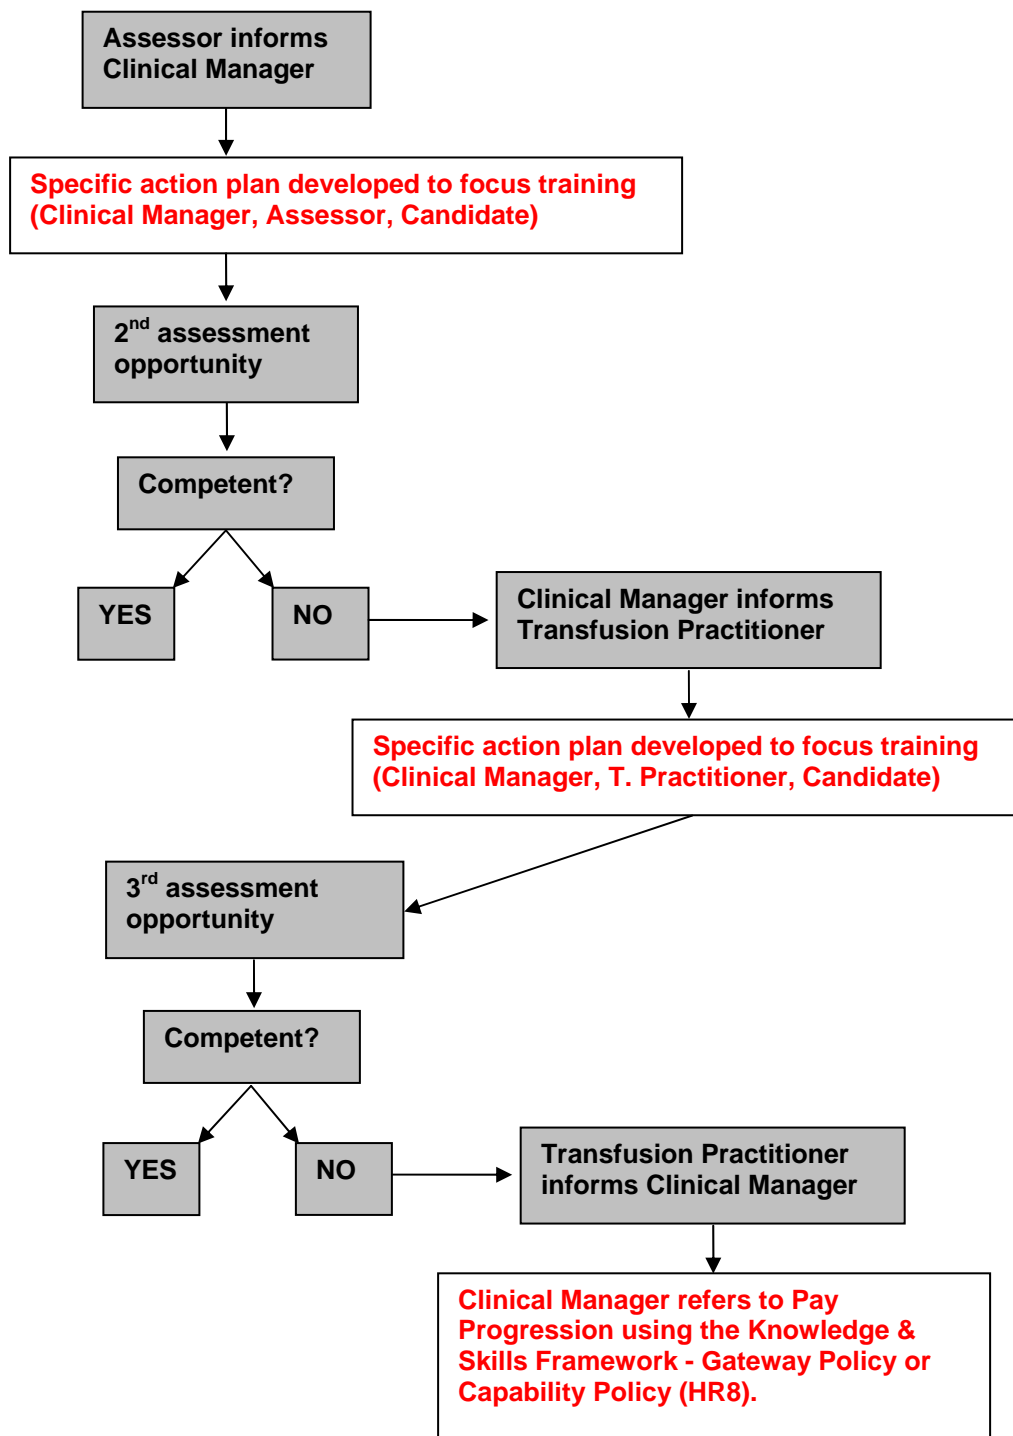 Assessor informs
Clinical Manager
Specific action plan developed to focus training
(Clinical Manager, Assessor, Candidate)
2nd assessment
opportunity
Competent?
YES
NO
Clinical Manager informs
Transfusion Practitioner
Specific action plan developed to focus training
(Clinical Manager, T. Practitioner, Candidate)
3rd assessment
opportunity
Competent?
YES
NO
Transfusion Practitioner
informs Clinical Manager
Clinical Manager refers to Pay
Progression using the Knowledge &
Skills Framework - Gateway Policy or
Capability Policy (HR8).